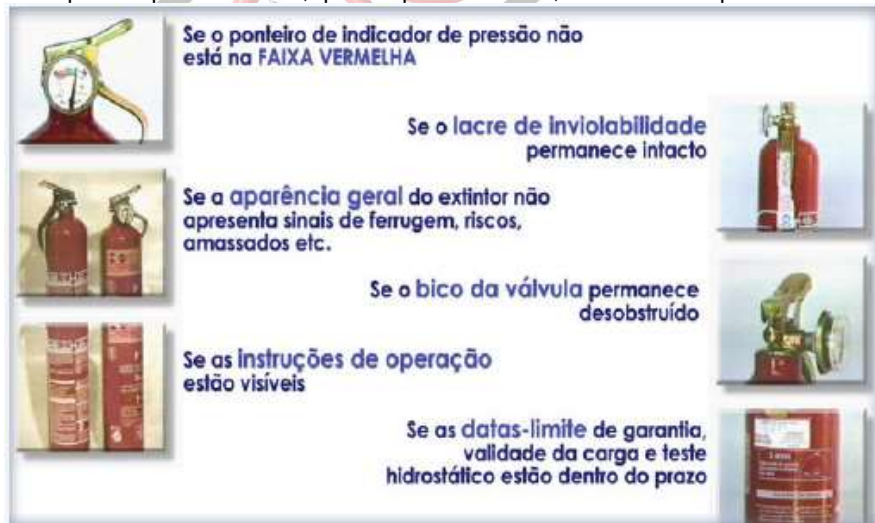 Se o ponteiro de indicador de pressão não
está na FAIXA VERMELHA
Se o lacre de inviolabilidade
permanece intacto
Se a aparência geral do extintor não
apresenta sinais de ferrugem, riscos,
amassados etc.
Se o bico da válvula permanece
desobstruído
Se as instruções de operação
estão visíveis
Se as datas-limite de garantia,
validade da carga e teste
hidrostático estão dentro do prazo